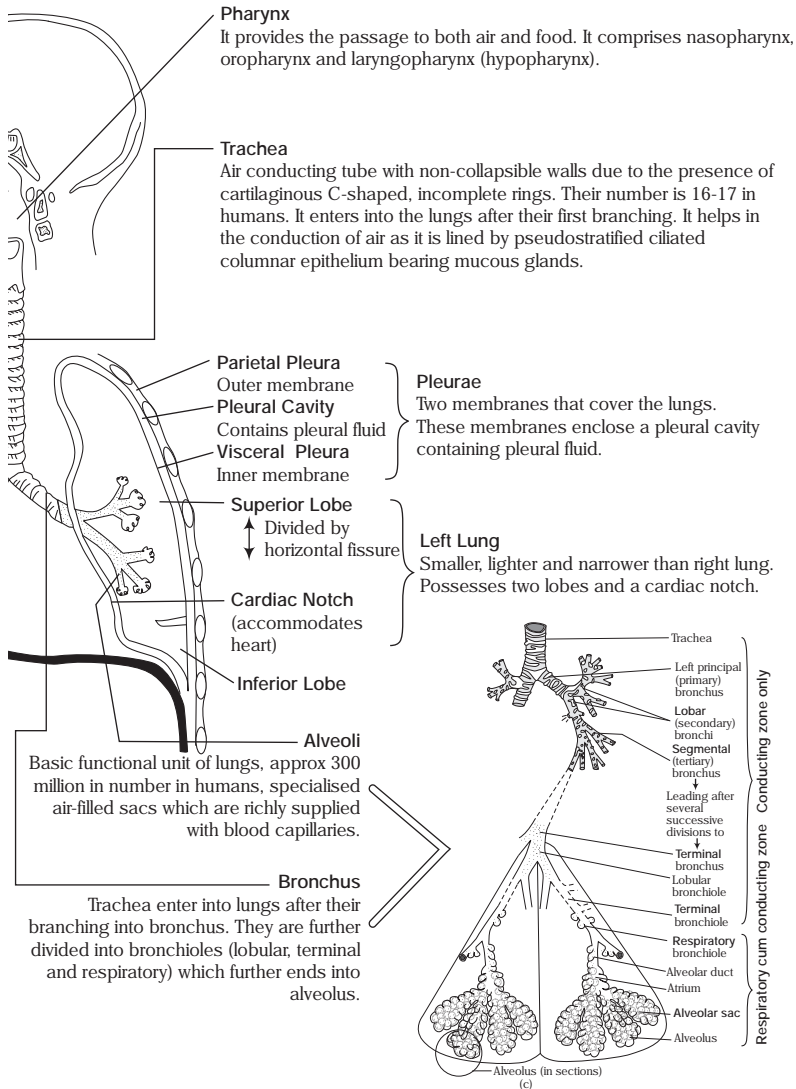 Pharynx
It provides the passage to both air and food. It comprises nasopharynx,
oropharynx and laryngopharynx (hypopharynx).
Trachea
Air conducting tube with non-collapsible walls due to the presence of
cartilaginous C-shaped, incomplete rings. Their number is 16-17 in
humans. It enters into the lungs after their first branching. It helps in
the conduction of air as it is lined by pseudostratified ciliated
columnar epithelium bearing mucous glands.
Parietal Pleura
Outer membrane
Pleural Cavity
Contains pleural fluid
Visceral Pleura
Inner membrane
Pleurae
Two membranes that cover the lungs.
These membranes enclose a pleural cavity
containing pleural fluid.
Superior Lobe
Divided by
horizontal fissure
Cardiac Notch
(accommodates
heart)
Left Lung
Smaller, lighter and narrower than right lung.
Possesses two lobes and a cardiac notch.
Inferior Lobe
Alveoli
Basic functional unit of lungs, approx 300
million in number in humans, specialised
air-filled sacs which are richly supplied
with blood capillaries.
Bronchus
Trachea enter into lungs after their
branching into bronchus. They are further
divided into bronchioles (lobular, terminal
and respiratory) which further ends into
alveolus.
Trachea
Left principal
(primary)
bronchus
Lobar
(secondary)
bronchi
Segmental
(tertiary)
bronchus
Leading after
several
successive
divisions to
Terminal
bronchus
Lobular
bronchiole
Terminal
bronchiole
Respiratory
bronchiole
Alveolar duct
Atrium
Alveolar sac
Alveolus
Conducting zone only
Respiratory cum conducting zone
Alveolus (in sections)
(c)